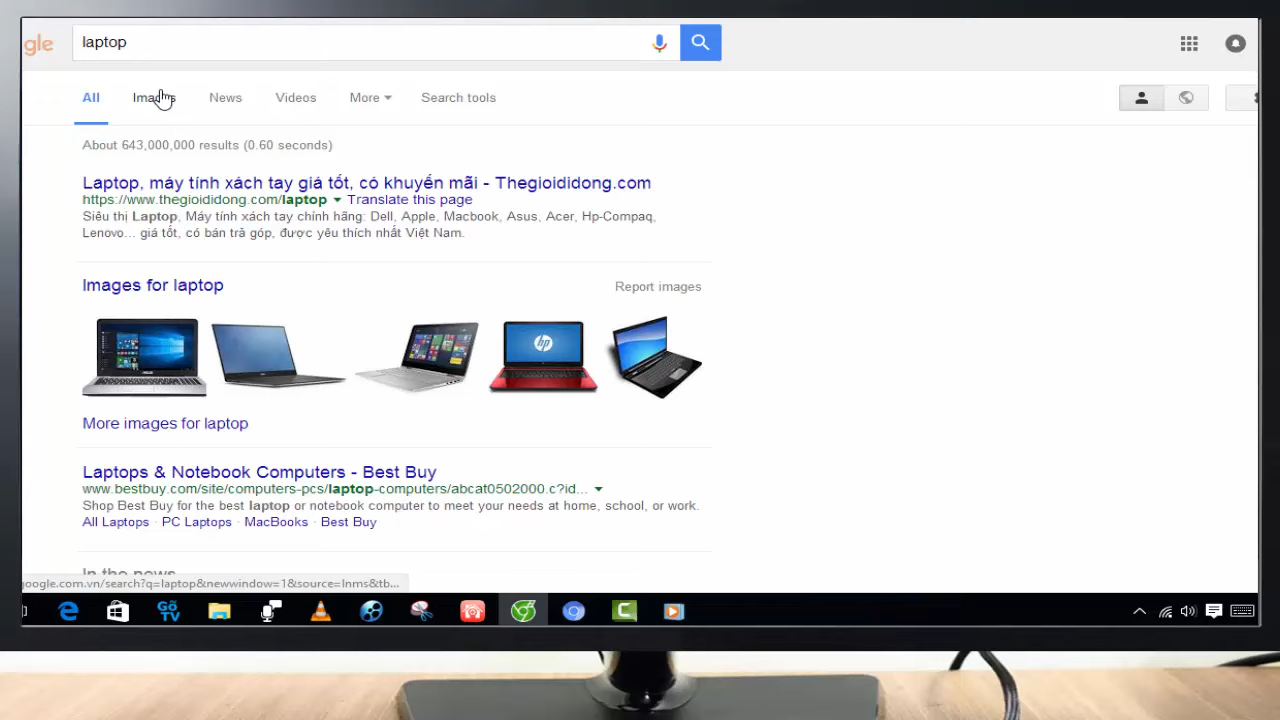 gle
laptop
All Images News Videos More Search tools
About 643,000,000 results (0.60 seconds)
Laptop, máy tính xách tay giá tốt, có khuyến mãi - Thegioididong.com
https://www.thegioididong.com/laptop Translate this page
Siêu thị Laptop, Máy tính xách tay chính hãng: Dell, Apple, Macbook, Asus, Acer, Hp-Compaq,
Lenovo... giá tốt, có bán trả góp, được yêu thích nhất Việt Nam.
Images for laptop
Report images
hp
More images for laptop
Laptops & Notebook Computers - Best Buy
www.bestbuy.com/site/computers-pcs/laptop-computers/abcat0502000.c?id...
Shop Best Buy for the best laptop or notebook computer to meet your needs at home, school, or work.
All Laptops · PC Laptops · MacBooks · Best Buy
In the news
google.com.vn/search?q=laptop&newwindow=1&source=lnms&tb...
GõTV